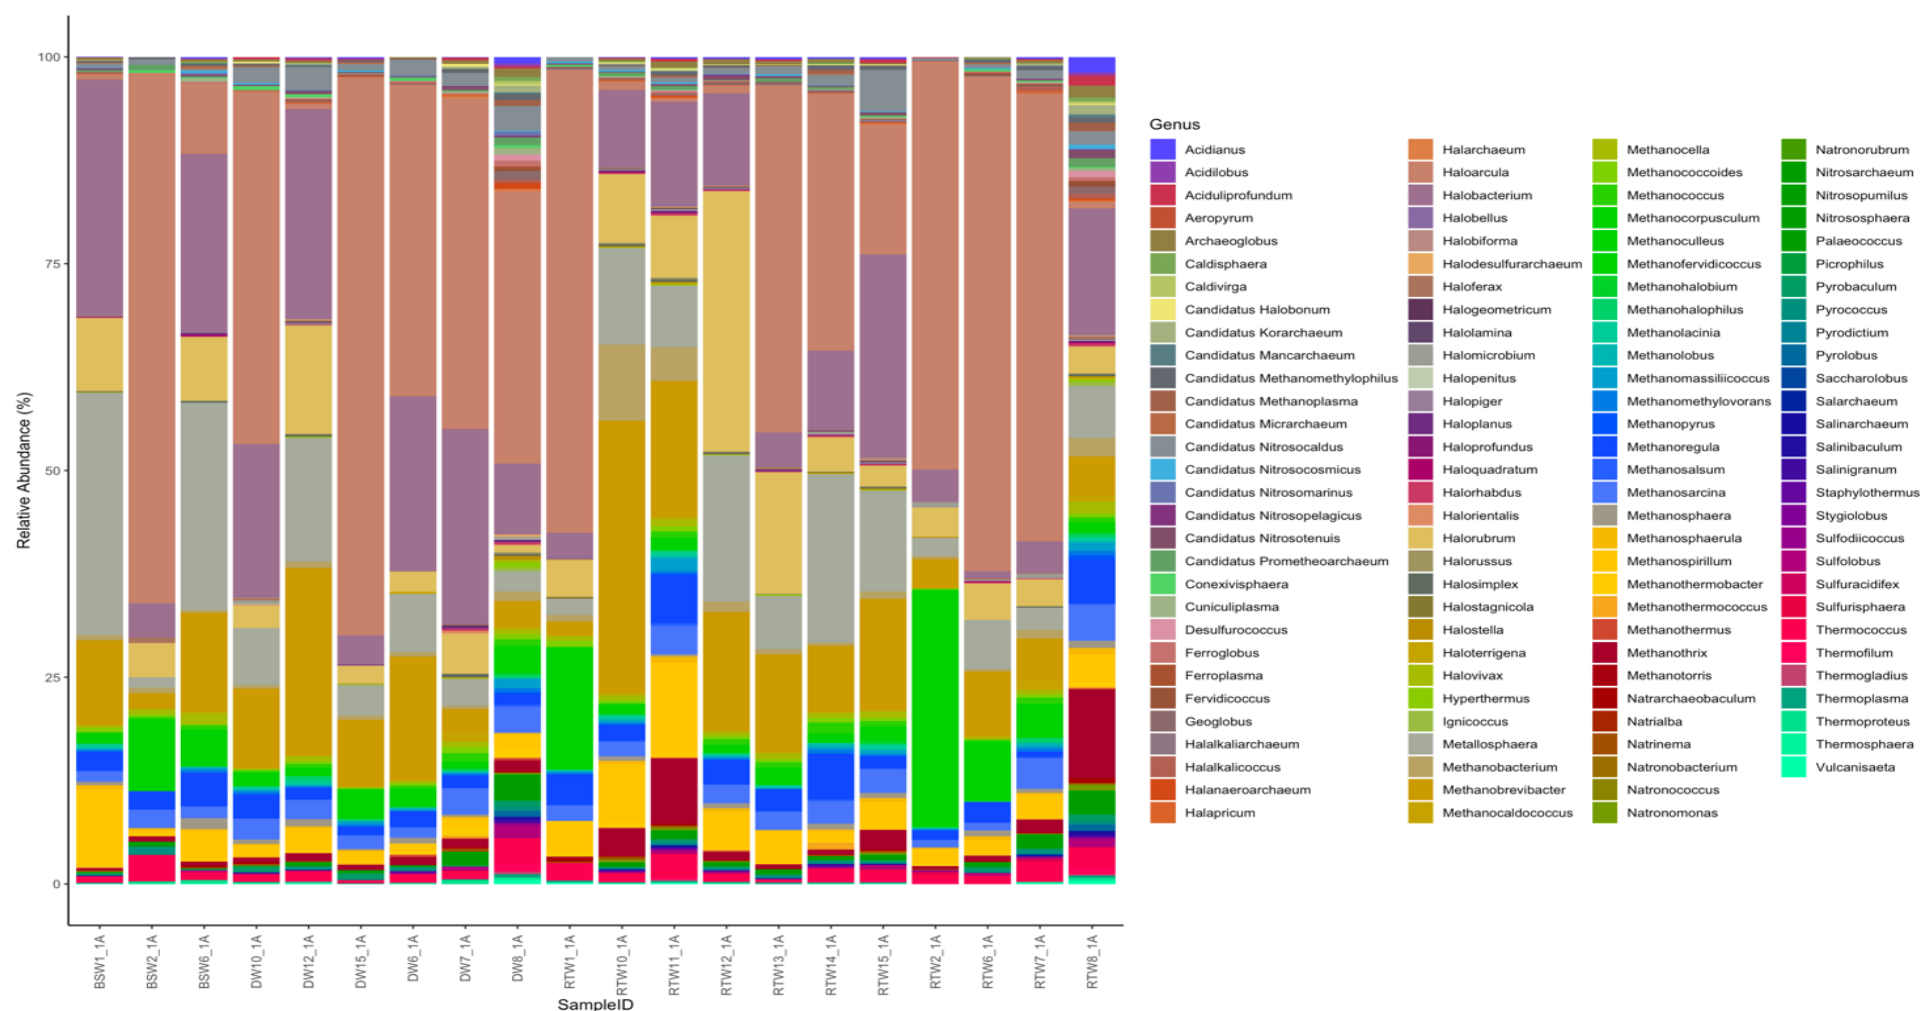 Relative Abundance (%)
100
75
50
25
0
BSW1_1A
BSW2_1A
BSW6_1A
DW10_1A
DW12_1A
DW15_1A
DW6_1A
DW7_1A
DW8_1A
RTW1_1A
RTW10_1A
RTW11_1A
RTW12_1A
RTW13_1A
RTW14_1A
RTW15_1A
RTW2_1A
RTW6_1A
RTW7_1A
RTW8_1A
SampleID
Genus
Acidianus
Acidilobus
Aciduliprofundum
Aeropyrum
Archaeoglobus
Caldisphaera
Caldivirga
Candidatus Halobonum
Candidatus Korarchaeum
Candidatus Mancarchaeum
Candidatus Methanomethylophilus
Candidatus Methanoplasma
Candidatus Micrarchaeum
Candidatus Nitrosocaldus
Candidatus Nitrosocosmicus
Candidatus Nitrosomarinus
Candidatus Nitrosopelagicus
Candidatus Nitrosotenuis
Candidatus Prometheoarchaeum
Conexivisphaera
Cuniculiplasma
Desulfurococcus
Ferroglobus
Ferroplasma
Fervidicoccus
Geoglobus
Halalkaliarchaeum
Halalkalicoccus
Halanaeroarchaeum
Halapricum
Halarchaeum
Haloarcula
Halobacterium
Halobellus
Halobiforma
Halodesulfurarchaeum
Haloferax
Halogeometricum
Halolamina
Halomicrobium
Halopenitus
Halopiger
Haloplanus
Haloprofundus
Haloquadratum
Halorhabdus
Halorientalis
Halorubrum
Halorussus
Halosimplex
Halostagnicola
Halostella
Haloterrigena
Halovivax
Hyperthermus
Ignicoccus
Metallosphaera
Methanobacterium
Methanobrevibacter
Methanocaldococcus
Methanocella
Methanococcoides
Methanococcus
Methanocorpusculum
Methanoculleus
Methanofervidicoccus
Methanohalobium
Methanohalophilus
Methanolacinia
Methanolobus
Methanomassiliicoccus
Methanomethylovorans
Methanopyrus
Methanoregula
Methanosalsum
Methanosarcina
Methanosphaera
Methanosphaerula
Methanospirillum
Methanothermobacter
Methanothermococcus
Methanothermus
Methanothrix
Methanotorris
Natrarchaeobaculum
Natrialba
Natrinema
Natronobacterium
Natronococcus
Natronomonas
Natronorubrum
Nitrosarchaeum
Nitrosopumilus
Nitrososphaera
Palaeococcus
Picrophilus
Pyrobaculum
Pyrococcus
Pyrodictium
Pyrolobus
Saccharolobus
Salarchaeum
Salinarchaeum
Salinibaculum
Salinigranum
Staphylothermus
Stygiolobus
Sulfodiicoccus
Sulfolobus
Sulfuracidifex
Sulfurisphaera
Thermococcus
Thermofilum
Thermogladius
Thermoplasma
Thermoproteus
Thermosphaera
Vulcanisaeta